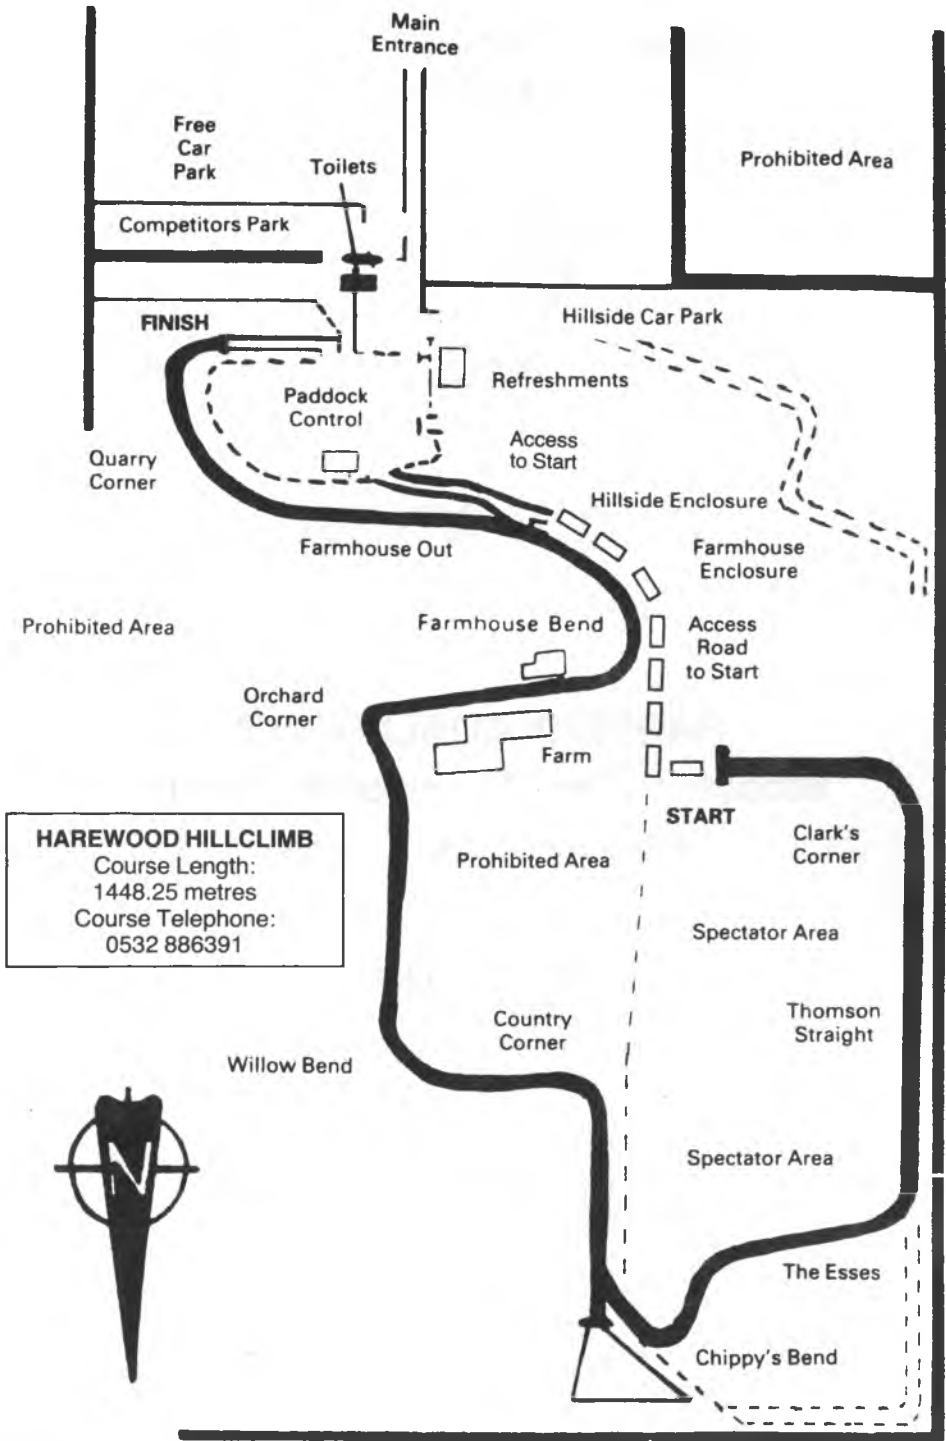 Main
Entrance
Free
Car
Park
Toilets
Prohibited Area
Competitors Park
FINISH
Hillside Car Park
Refreshments
Paddock
Control
Quarry
Corner
Access
to Start
Hillside Enclosure
Farmhouse Out
Farmhouse
Enclosure
Prohibited Area
Farmhouse Bend
Access
Road
to Start
Orchard
Corner
Farm
START
HAREWOOD HILLCLIMB
Course Length:
1448.25 metres
Course Telephone:
0532 886391
Prohibited Area
Clark's
Corner
Spectator Area
Thomson
Straight
Country
Corner
Willow Bend
N
Spectator Area
The Esses
Chippy's Bend